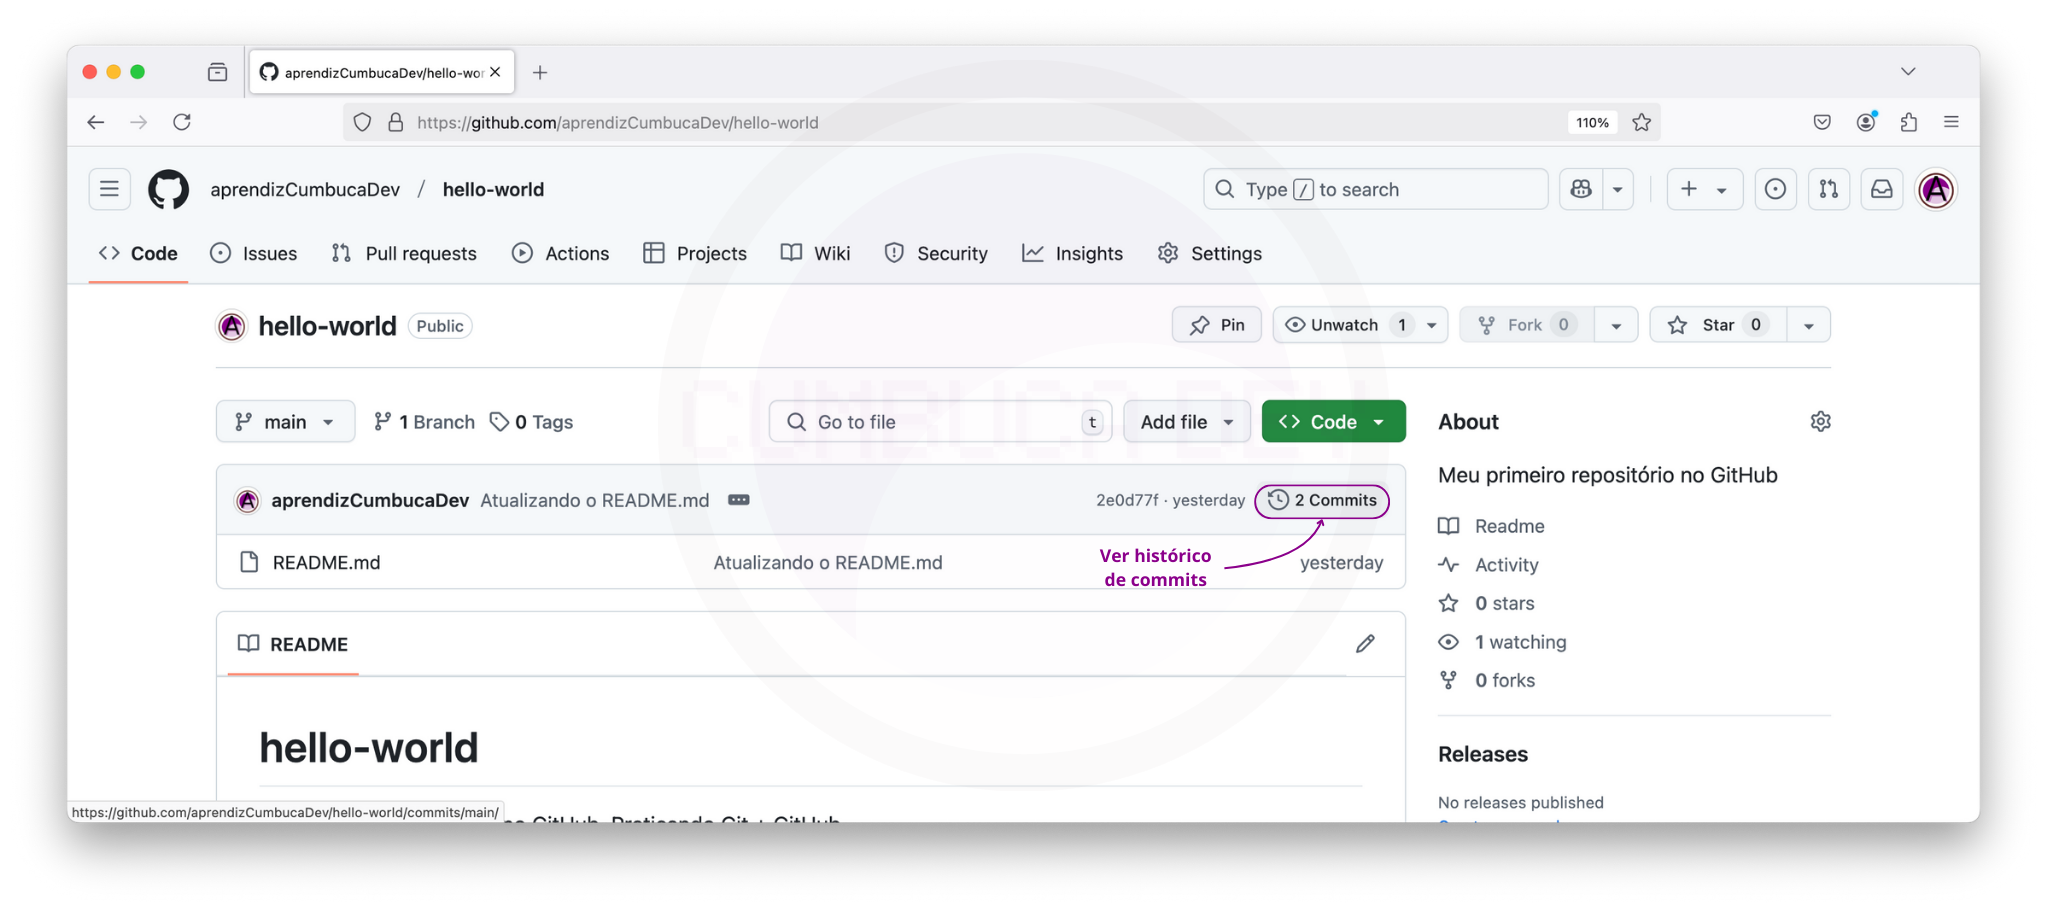 aprendizCumbucaDev/hello-wor
https://github.com/aprendizCumbucaDev/hello-world
110%
aprendizCumbucaDev / hello-world
Type / to search
Code Issues Pull requests Actions Projects Wiki Security Insights Settings
hello-world Public
Pin Unwatch 1 Fork 0 Star 0
main 1 Branch 0 Tags
Go to file t Add file Code
About
Meu primeiro repositório no GitHub
aprendizCumbucaDev Atualizando o README.md 2e0d77f · yesterday 2 Commits
Ver histórico
de commits
README.md Atualizando o README.md yesterday
Readme
Activity
0 stars
1 watching
0 forks
README
hello-world
Releases
No releases published
https://github.com/aprendizCumbucaDev/hello-world/commits/main/
GitHub. Praticando Git + GitHub
CUMBUCA DEV